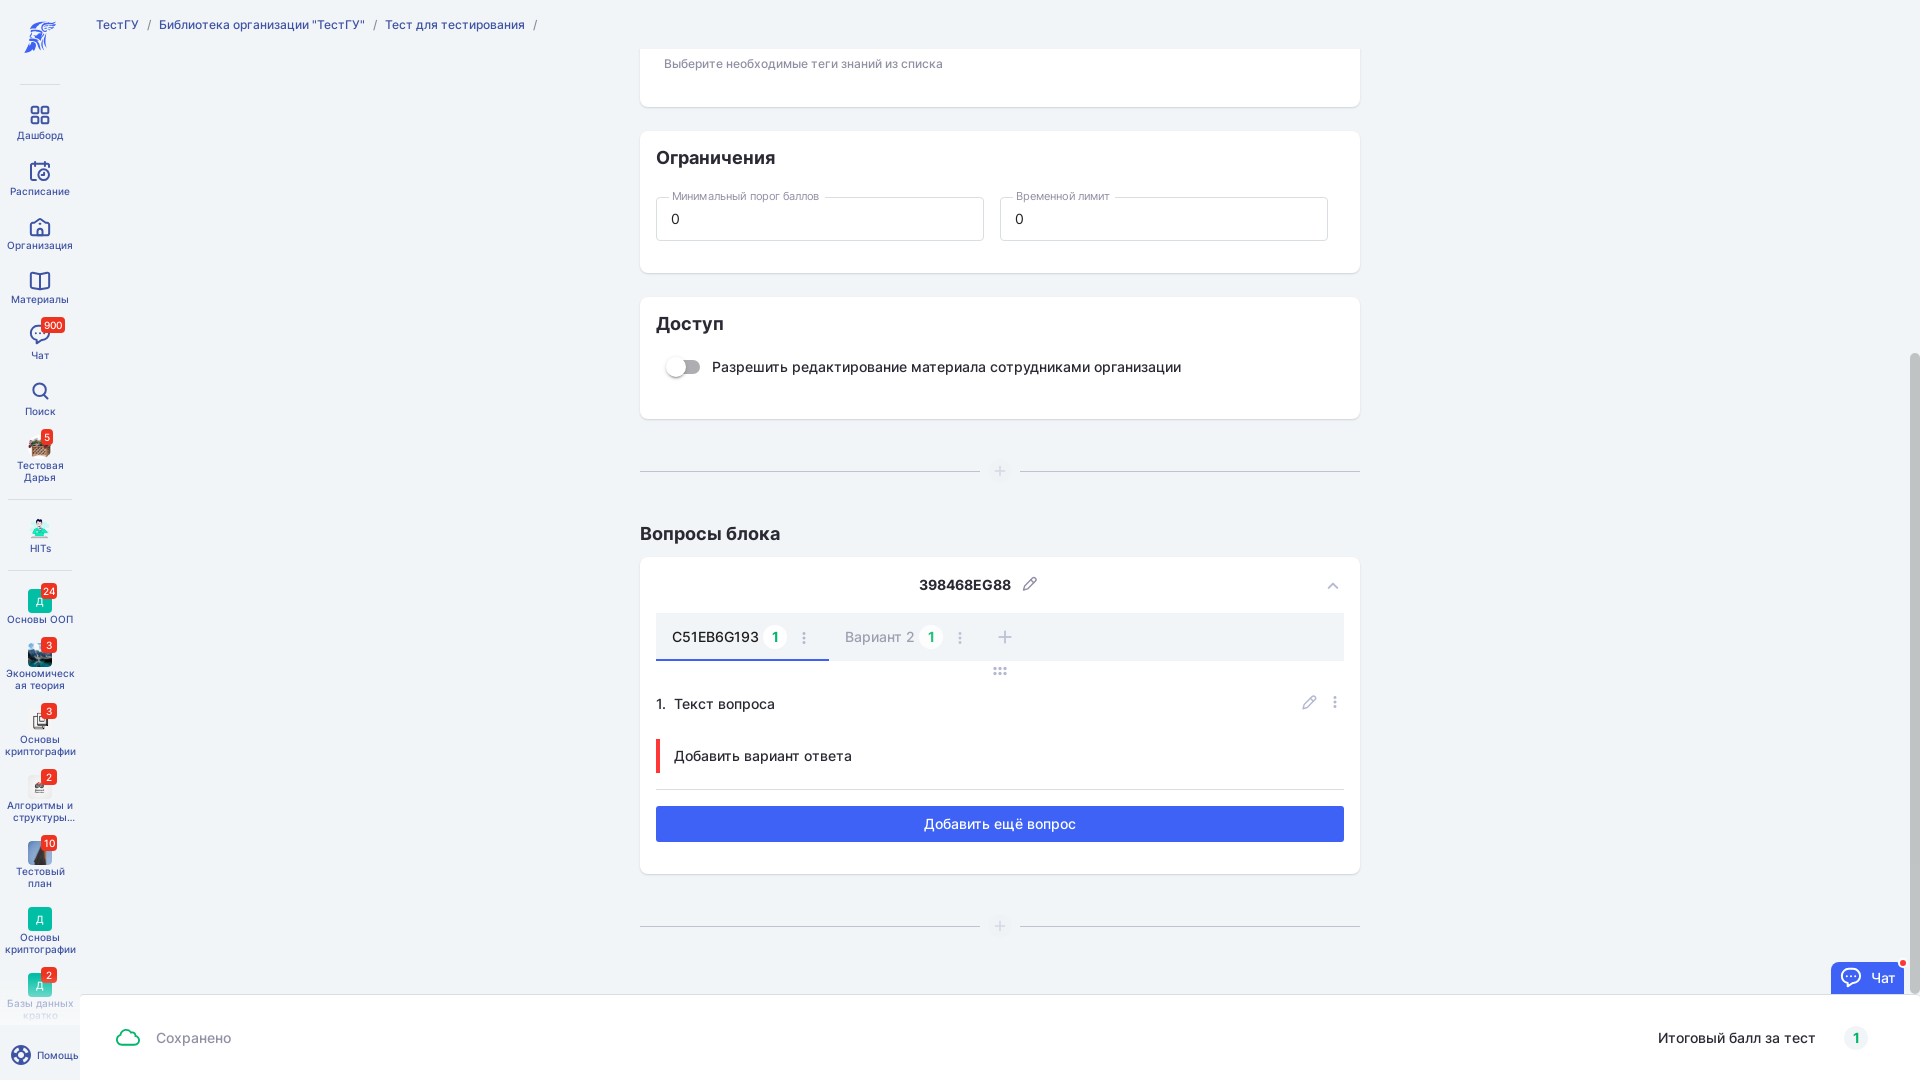 ТестГУ / Библиотека организации "ТестГУ" / Тест для тестирования /
Дашборд
Расписание
Организация
Материалы
900
Чат
Поиск
5
Тестовая
Дарья
HITs
24
Д
Основы ООП
3
Экономическ
ая теория
3
Основы
криптографии
2
Алгоритмы и
структуры...
10
Тестовый
план
Д
Основы
криптографии
2
Д
Базы данных
кратко
Помощь
Выберите необходимые теги знаний из списка
Ограничения
Минимальный порог баллов
0
Временной лимит
0
Доступ
Разрешить редактирование материала сотрудниками организации
Вопросы блока
398468EG88
C51EB6G193 1 Вариант 2 1
1. Текст вопроса
Добавить вариант ответа
Добавить ещё вопрос
Чат
Сохранено
Итоговый балл за тест 1